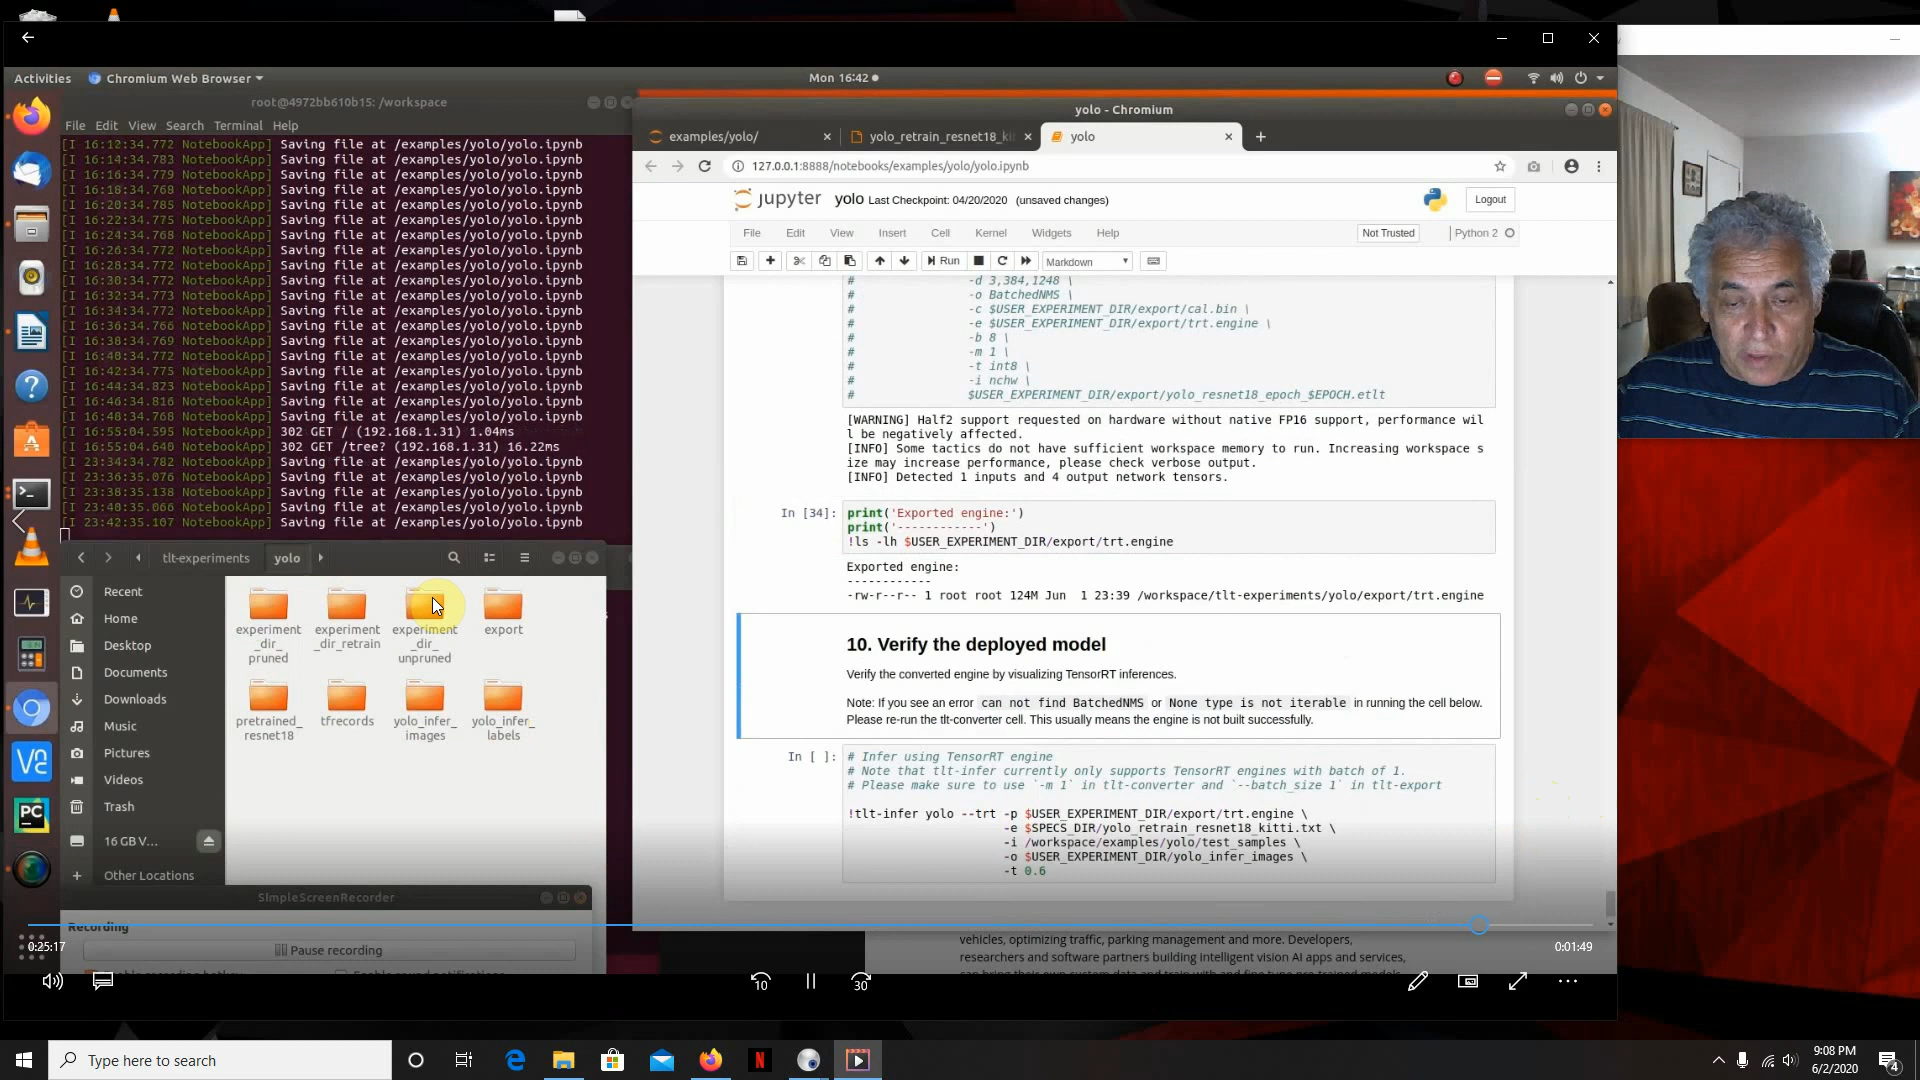 Activities
Chromium Web Browser
Mon 16:42
root@4972bb610b15: /workspace
File Edit View Search Terminal Help
[I 16:12:34.772 NotebookApp] Saving file at /examples/yolo/yolo.ipynb
[I 16:14:34.783 NotebookApp] Saving file at /examples/yolo/yolo.ipynb
[I 16:16:34.779 NotebookApp] Saving file at /examples/yolo/yolo.ipynb
[I 16:18:34.768 NotebookApp] Saving file at /examples/yolo/yolo.ipynb
[I 16:20:34.785 NotebookApp] Saving file at /examples/yolo/yolo.ipynb
[I 16:22:34.775 NotebookApp] Saving file at /examples/yolo/yolo.ipynb
[I 16:24:34.768 NotebookApp] Saving file at /examples/yolo/yolo.ipynb
[I 16:26:34.772 NotebookApp] Saving file at /examples/yolo/yolo.ipynb
[I 16:28:34.765 NotebookApp] Saving file at /examples/yolo/yolo.ipynb
[I 16:30:34.772 NotebookApp] Saving file at /examples/yolo/yolo.ipynb
[I 16:32:34.773 NotebookApp] Saving file at /examples/yolo/yolo.ipynb
[I 16:34:34.772 NotebookApp] Saving file at /examples/yolo/yolo.ipynb
[I 16:36:34.766 NotebookApp] Saving file at /examples/yolo/yolo.ipynb
[I 16:38:34.769 NotebookApp] Saving file at /examples/yolo/yolo.ipynb
[I 16:40:34.772 NotebookApp] Saving file at /examples/yolo/yolo.ipynb
[I 16:42:34.775 NotebookApp] Saving file at /examples/yolo/yolo.ipynb
[I 16:44:34.823 NotebookApp] Saving file at /examples/yolo/yolo.ipynb
[I 16:46:34.816 NotebookApp] Saving file at /examples/yolo/yolo.ipynb
[I 16:48:34.768 NotebookApp] Saving file at /examples/yolo/yolo.ipynb
[I 16:55:04.595 NotebookApp] 302 GET / (192.168.1.31) 1.04ms
[I 16:55:04.640 NotebookApp] 302 GET /tree? (192.168.1.31) 16.22ms
[I 23:34:34.782 NotebookApp] Saving file at /examples/yolo/yolo.ipynb
[I 23:36:35.076 NotebookApp] Saving file at /examples/yolo/yolo.ipynb
[I 23:38:35.138 NotebookApp] Saving file at /examples/yolo/yolo.ipynb
[I 23:40:35.066 NotebookApp] Saving file at /examples/yolo/yolo.ipynb
[I 23:42:35.107 NotebookApp] Saving file at /examples/yolo/yolo.ipynb
tlt-experiments
yolo
Recent
Home
Desktop
Documents
Downloads
Music
Pictures
Videos
Trash
16 GB V...
Other Locations
experiment
_dir_
pruned
experiment
_dir_retrain
experiment
_dir_
unpruned
export
pretrained_
resnet18
tfrecords
yolo_infer_
images
yolo_infer_
labels
SimpleScreenRecorder
Recording
Pause recording
yolo - Chromium
examples/yolo/
yolo_retrain_resnet18_kit
yolo
127.0.0.1:8888/notebooks/examples/yolo/yolo.ipynb
jupyter yolo Last Checkpoint: 04/20/2020 (unsaved changes)
Logout
File Edit View Insert Cell Kernel Widgets Help
Not Trusted
Python 2
Run
Markdown
# -d 3,384,1248 \
# -o BatchedNMS \
# -c $USER_EXPERIMENT_DIR/export/cal.bin \
# -e $USER_EXPERIMENT_DIR/export/trt.engine \
# -b 8 \
# -m 1 \
# -t int8 \
# -i nchw \
# $USER_EXPERIMENT_DIR/export/yolo_resnet18_epoch_$EPOCH.etlt
[WARNING] Half2 support requested on hardware without native FP16 support, performance wil
l be negatively affected.
[INFO] Some tactics do not have sufficient workspace memory to run. Increasing workspace s
ize may increase performance, please check verbose output.
[INFO] Detected 1 inputs and 4 output network tensors.
In [34]: print('Exported engine:')
print('------------')
!ls -lh $USER_EXPERIMENT_DIR/export/trt.engine
Exported engine:
------------
-rw-r--r-- 1 root root 124M Jun 1 23:39 /workspace/tlt-experiments/yolo/export/trt.engine
10. Verify the deployed model
Verify the converted engine by visualizing TensorRT inferences.
Note: If you see an error can not find BatchedNMS or None type is not iterable in running the cell below.
Please re-run the tlt-converter cell. This usually means the engine is not built successfully.
In [ ]: # Infer using TensorRT engine
# Note that tlt-infer currently only supports TensorRT engines with batch of 1.
# Please make sure to use `-m 1` in tlt-converter and `--batch_size 1` in tlt-export
!tlt-infer yolo --trt -p $USER_EXPERIMENT_DIR/export/trt.engine \
-e $SPECS_DIR/yolo_retrain_resnet18_kitti.txt \
-i /workspace/examples/yolo/test_samples \
-o $USER_EXPERIMENT_DIR/yolo_infer_images \
-t 0.6
vehicles, optimizing traffic, parking management and more. Developers,
researchers and software partners building intelligent vision AI apps and services,
0:25:17
0:01:49
10
30
Type here to search
9:08 PM
6/2/2020
4